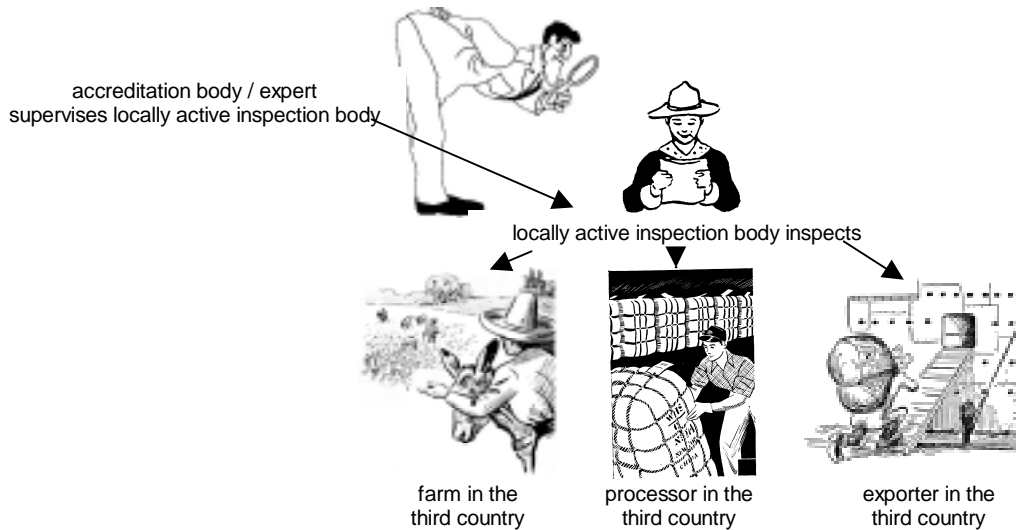 accreditation body / expert
supervises locally active inspection body
locally active inspection body inspects
farm in the
third country
processor in the
third country
exporter in the
third country